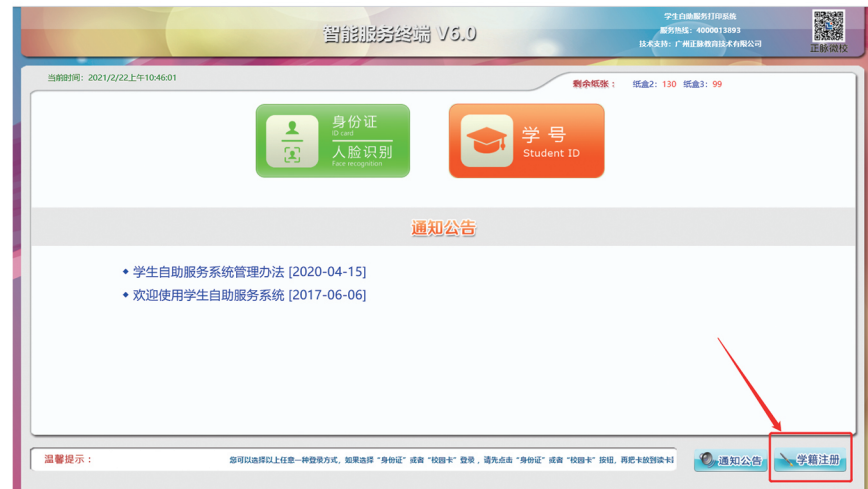 智能服务终端 V6.0
学生自助服务打印系统
服务热线：4000013893
技术支持：广州正脉教育技术有限公司
正脉微校
当前时间：2021/2/22上午10:46:01
剩余纸张： 纸盒2：130 纸盒3：99
身份证
ID card
人脸识别
Face recognition
学号
Student ID
通知公告
学生自助服务系统管理办法 [2020-04-15]
欢迎使用学生自助服务系统 [2017-06-06]
温馨提示：
您可以选择以上任意一种登录方式，如果选择“身份证”或者“校园卡”登录，请先点击“身份证”或者“校园卡”按钮，再把卡放到读卡
通知公告
学籍注册